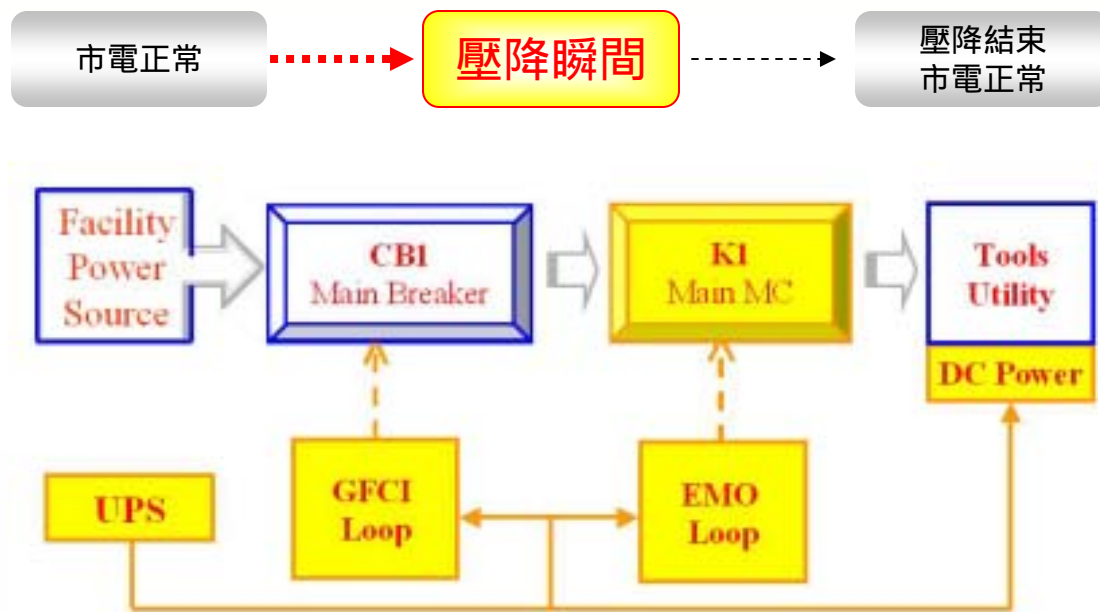 市電正常
壓降瞬間
壓降結束
市電正常
Facility
Power
Source
CB1
Main Breaker
K1
Main MC
Tools
Utility
DC Power
UPS
GFCI
Loop
EMO
Loop